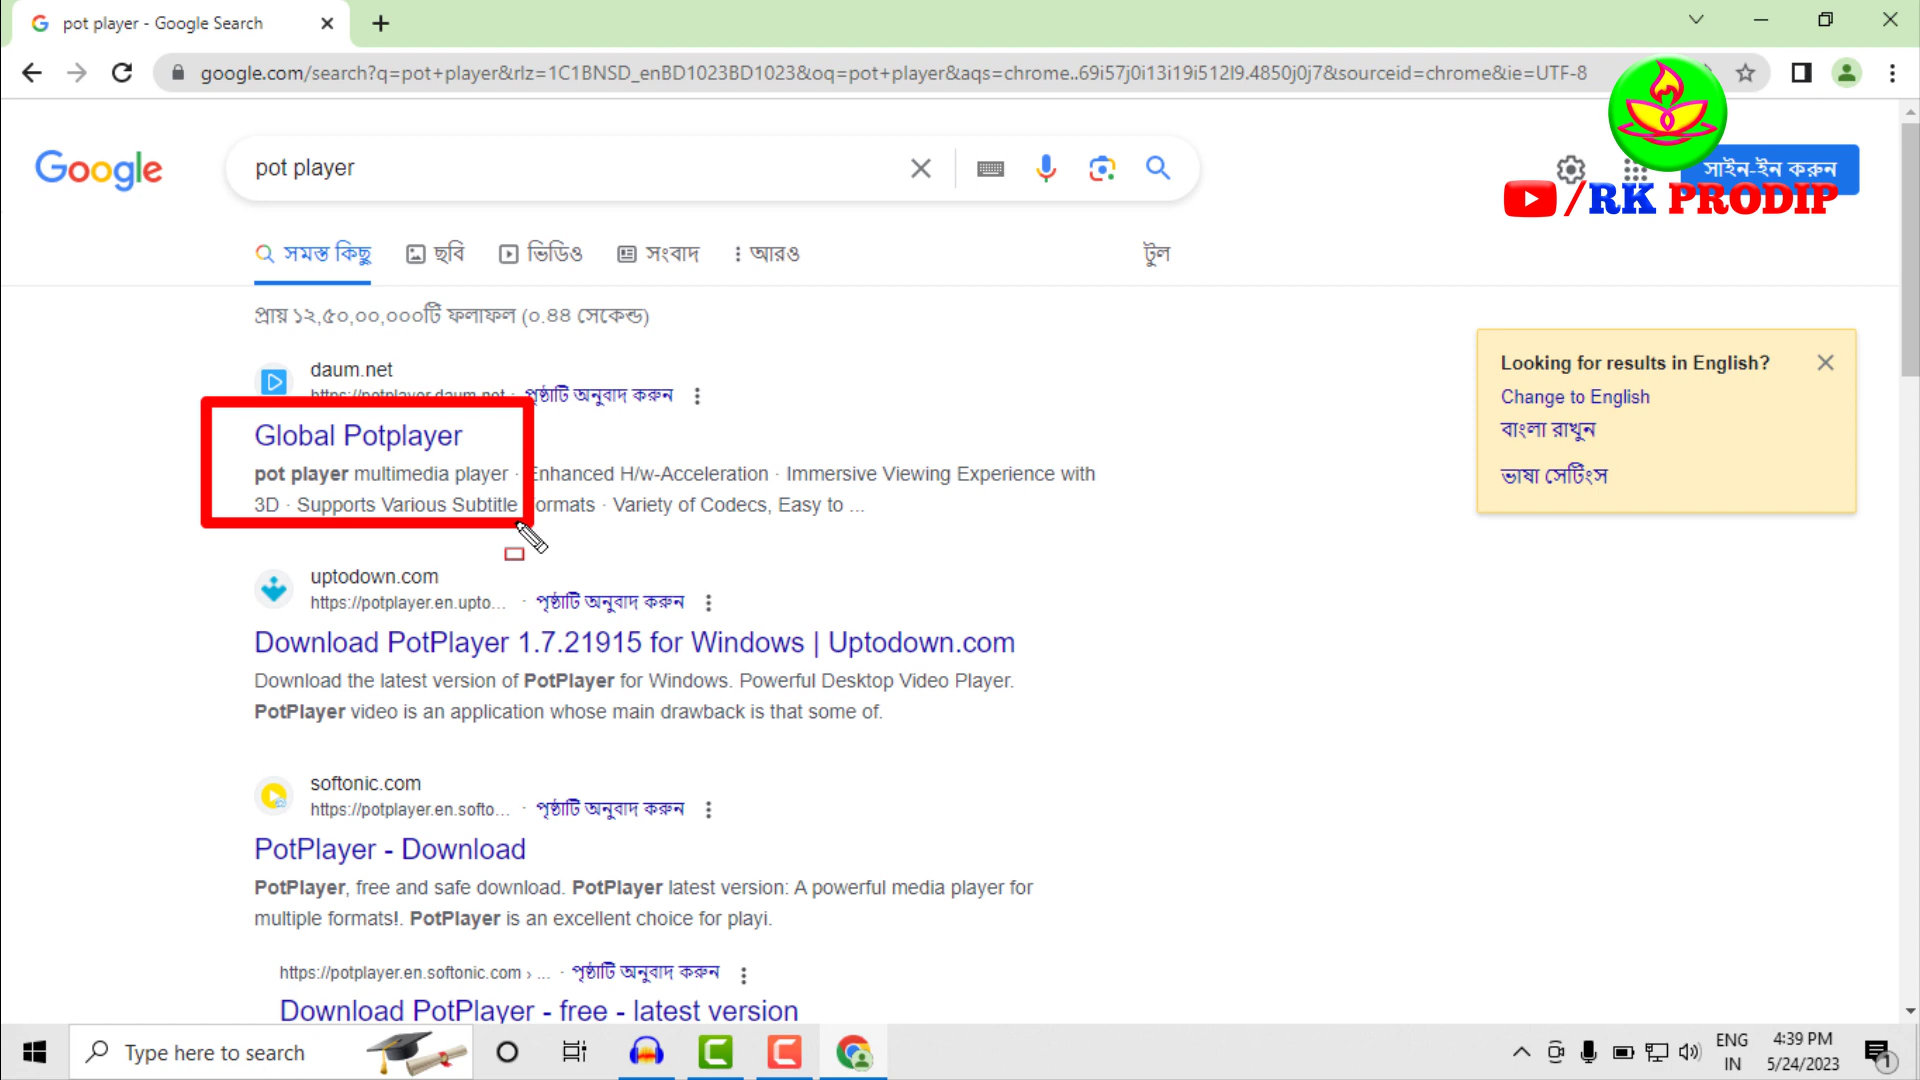 pot player - Google Search
google.com/search?q=pot+player&rlz=1C1BNSD_enBD1023BD1023&oq=pot+player&aqs=chrome..69i57j0i13i19i512l9.4850j0j7&sourceid=chrome&ie=UTF-8
Google
pot player
সাইন-ইন করুন
/RK PRODIP
সমস্ত কিছু
ছবি
ভিডিও
সংবাদ
আরও
টুল
প্রায় ১২,৫০,০০,০০০টি ফলাফল (০.৪৪ সেকেন্ড)
daum.net
https://potplayer.daum.net · পৃষ্ঠাটি অনুবাদ করুন
Global Potplayer
pot player multimedia player · Enhanced H/w-Acceleration · Immersive Viewing Experience with
3D · Supports Various Subtitle Formats · Variety of Codecs, Easy to ...
Looking for results in English?
Change to English
বাংলা রাখুন
ভাষা সেটিংস
uptodown.com
https://potplayer.en.upto... · পৃষ্ঠাটি অনুবাদ করুন
Download PotPlayer 1.7.21915 for Windows | Uptodown.com
Download the latest version of PotPlayer for Windows. Powerful Desktop Video Player.
PotPlayer video is an application whose main drawback is that some of.
softonic.com
https://potplayer.en.softo... · পৃষ্ঠাটি অনুবাদ করুন
PotPlayer - Download
PotPlayer, free and safe download. PotPlayer latest version: A powerful media player for
multiple formats!. PotPlayer is an excellent choice for playi.
https://potplayer.en.softonic.com › ... · পৃষ্ঠাটি অনুবাদ করুন
Download PotPlayer - free - latest version
Type here to search
ENG
IN
4:39 PM
5/24/2023
1